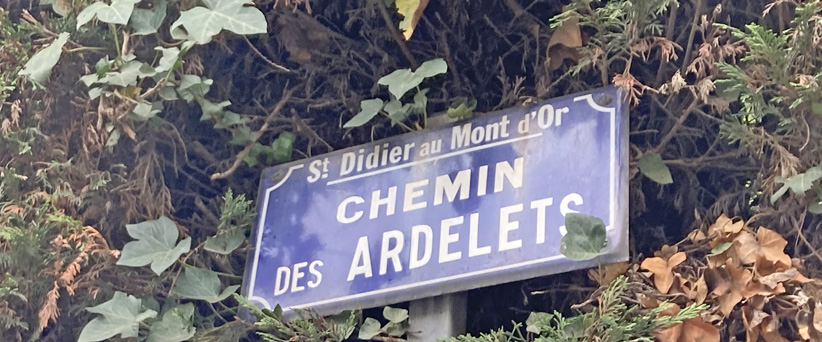 St Didier au Mont d'Or
CHEMIN
DES ARDELETS